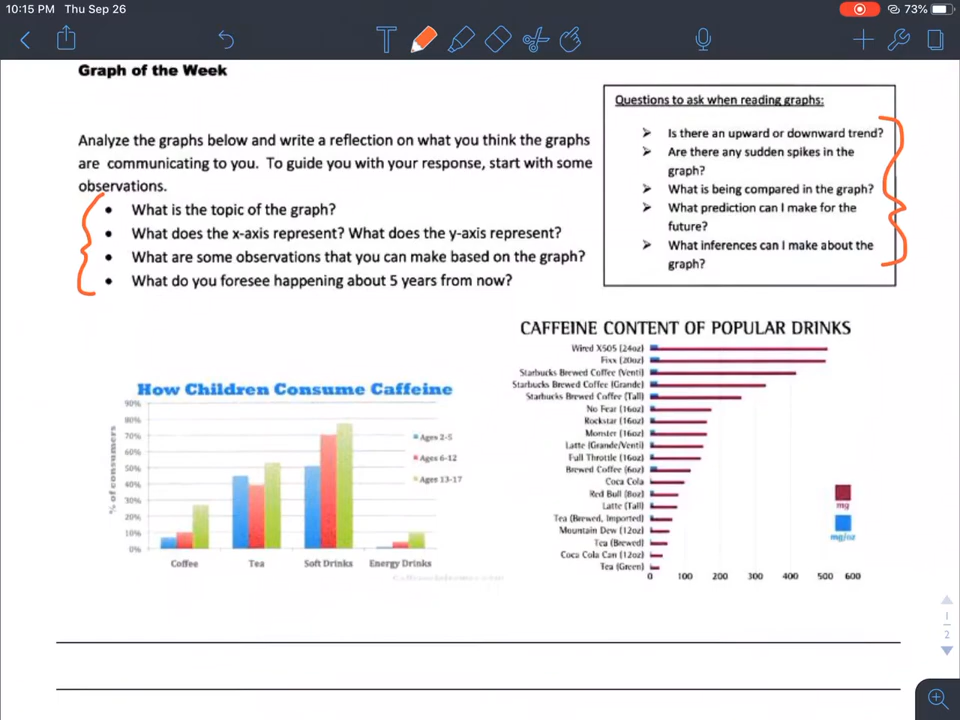 10:15 PM Thu Sep 26
73%
T
Graph of the Week
Questions to ask when reading graphs:
➤ Is there an upward or downward trend?
➤ Are there any sudden spikes in the
graph?
➤ What is being compared in the graph?
➤ What prediction can I make for the
future?
➤ What inferences can I make about the
graph?
Analyze the graphs below and write a reflection on what you think the graphs
are communicating to you. To guide you with your response, start with some
observations.
• What is the topic of the graph?
• What does the x-axis represent? What does the y-axis represent?
• What are some observations that you can make based on the graph?
• What do you foresee happening about 5 years from now?
How Children Consume Caffeine
% of consumers
90%
80%
70%
60%
50%
40%
30%
20%
10%
0%
Coffee Tea Soft Drinks Energy Drinks
Ages 2-5
Ages 6-12
Ages 13-17
CAFFEINE CONTENT OF POPULAR DRINKS
Wired X505 (24oz)
Fixx (20oz)
Starbucks Brewed Coffee (Venti)
Starbucks Brewed Coffee (Grande)
Starbucks Brewed Coffee (Tall)
No Fear (16oz)
Rockstar (16oz)
Monster (16oz)
Latte (Grande/Venti)
Full Throttle (16oz)
Brewed Coffee (6oz)
Coca Cola
Red Bull (8oz)
Latte (Tall)
Tea (Brewed, Imported)
Mountain Dew (12oz)
Tea (Brewed)
Coca Cola Can (12oz)
Tea (Green)
0 100 200 300 400 500 600
mg
mg/oz
1
2